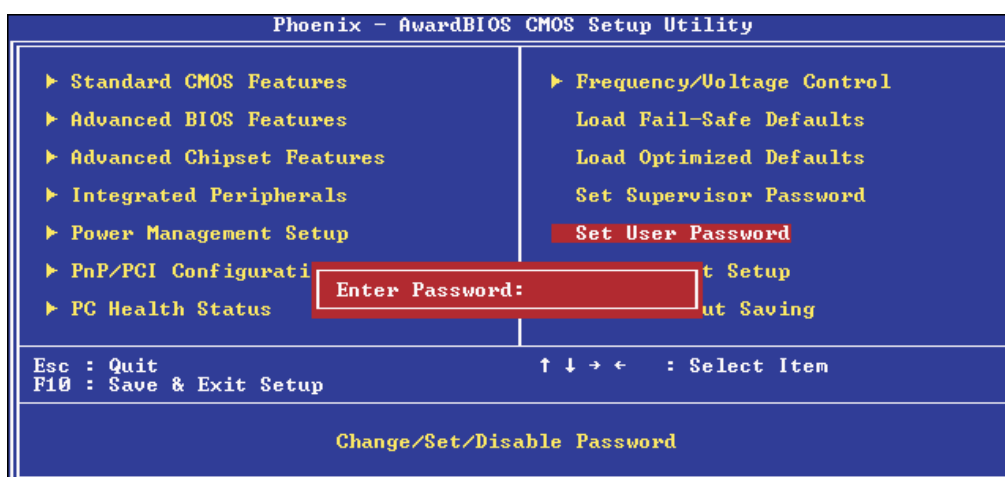 Phoenix - AwardBIOS CMOS Setup Utility
Standard CMOS Features
Advanced BIOS Features
Advanced Chipset Features
Integrated Peripherals
Power Management Setup
PnP/PCI Configurati
PC Health Status
Frequency/Voltage Control
Load Fail-Safe Defaults
Load Optimized Defaults
Set Supervisor Password
Set User Password
t Setup
ut Saving
Enter Password:
Esc : Quit
F10 : Save & Exit Setup
↑ ↓ → ← : Select Item
Change/Set/Disable Password